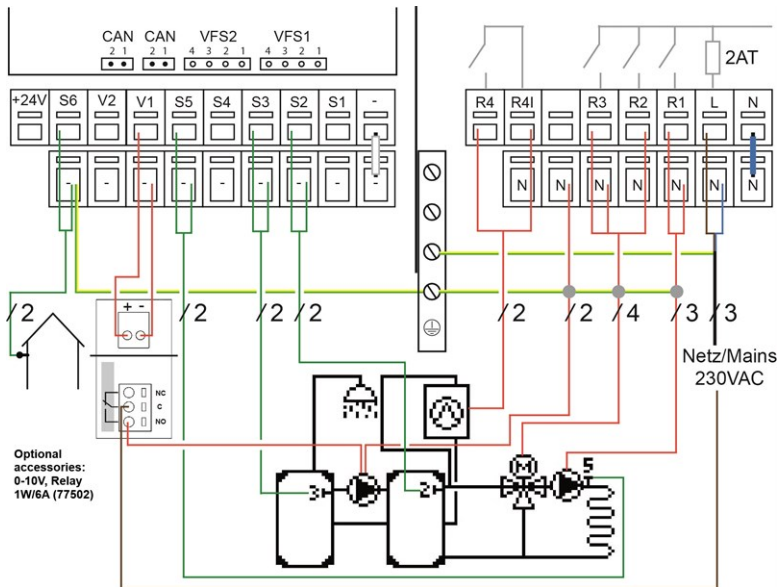 CAN CAN VFS2 VFS1
2 1 2 1 4 3 2 1 4 3 2 1
2AT
+24V S6 V2 V1 S5 S4 S3 S2 S1 -
R4 R4I R3 R2 R1 L N
- - - - - -
N N N N N N
+ -
2 2 2 2 2 2 4 3 3
Netz/Mains
230VAC
NC
C
NO
Optional
accessories:
0-10V, Relay
1W/6A (77502)
M
3 2 5